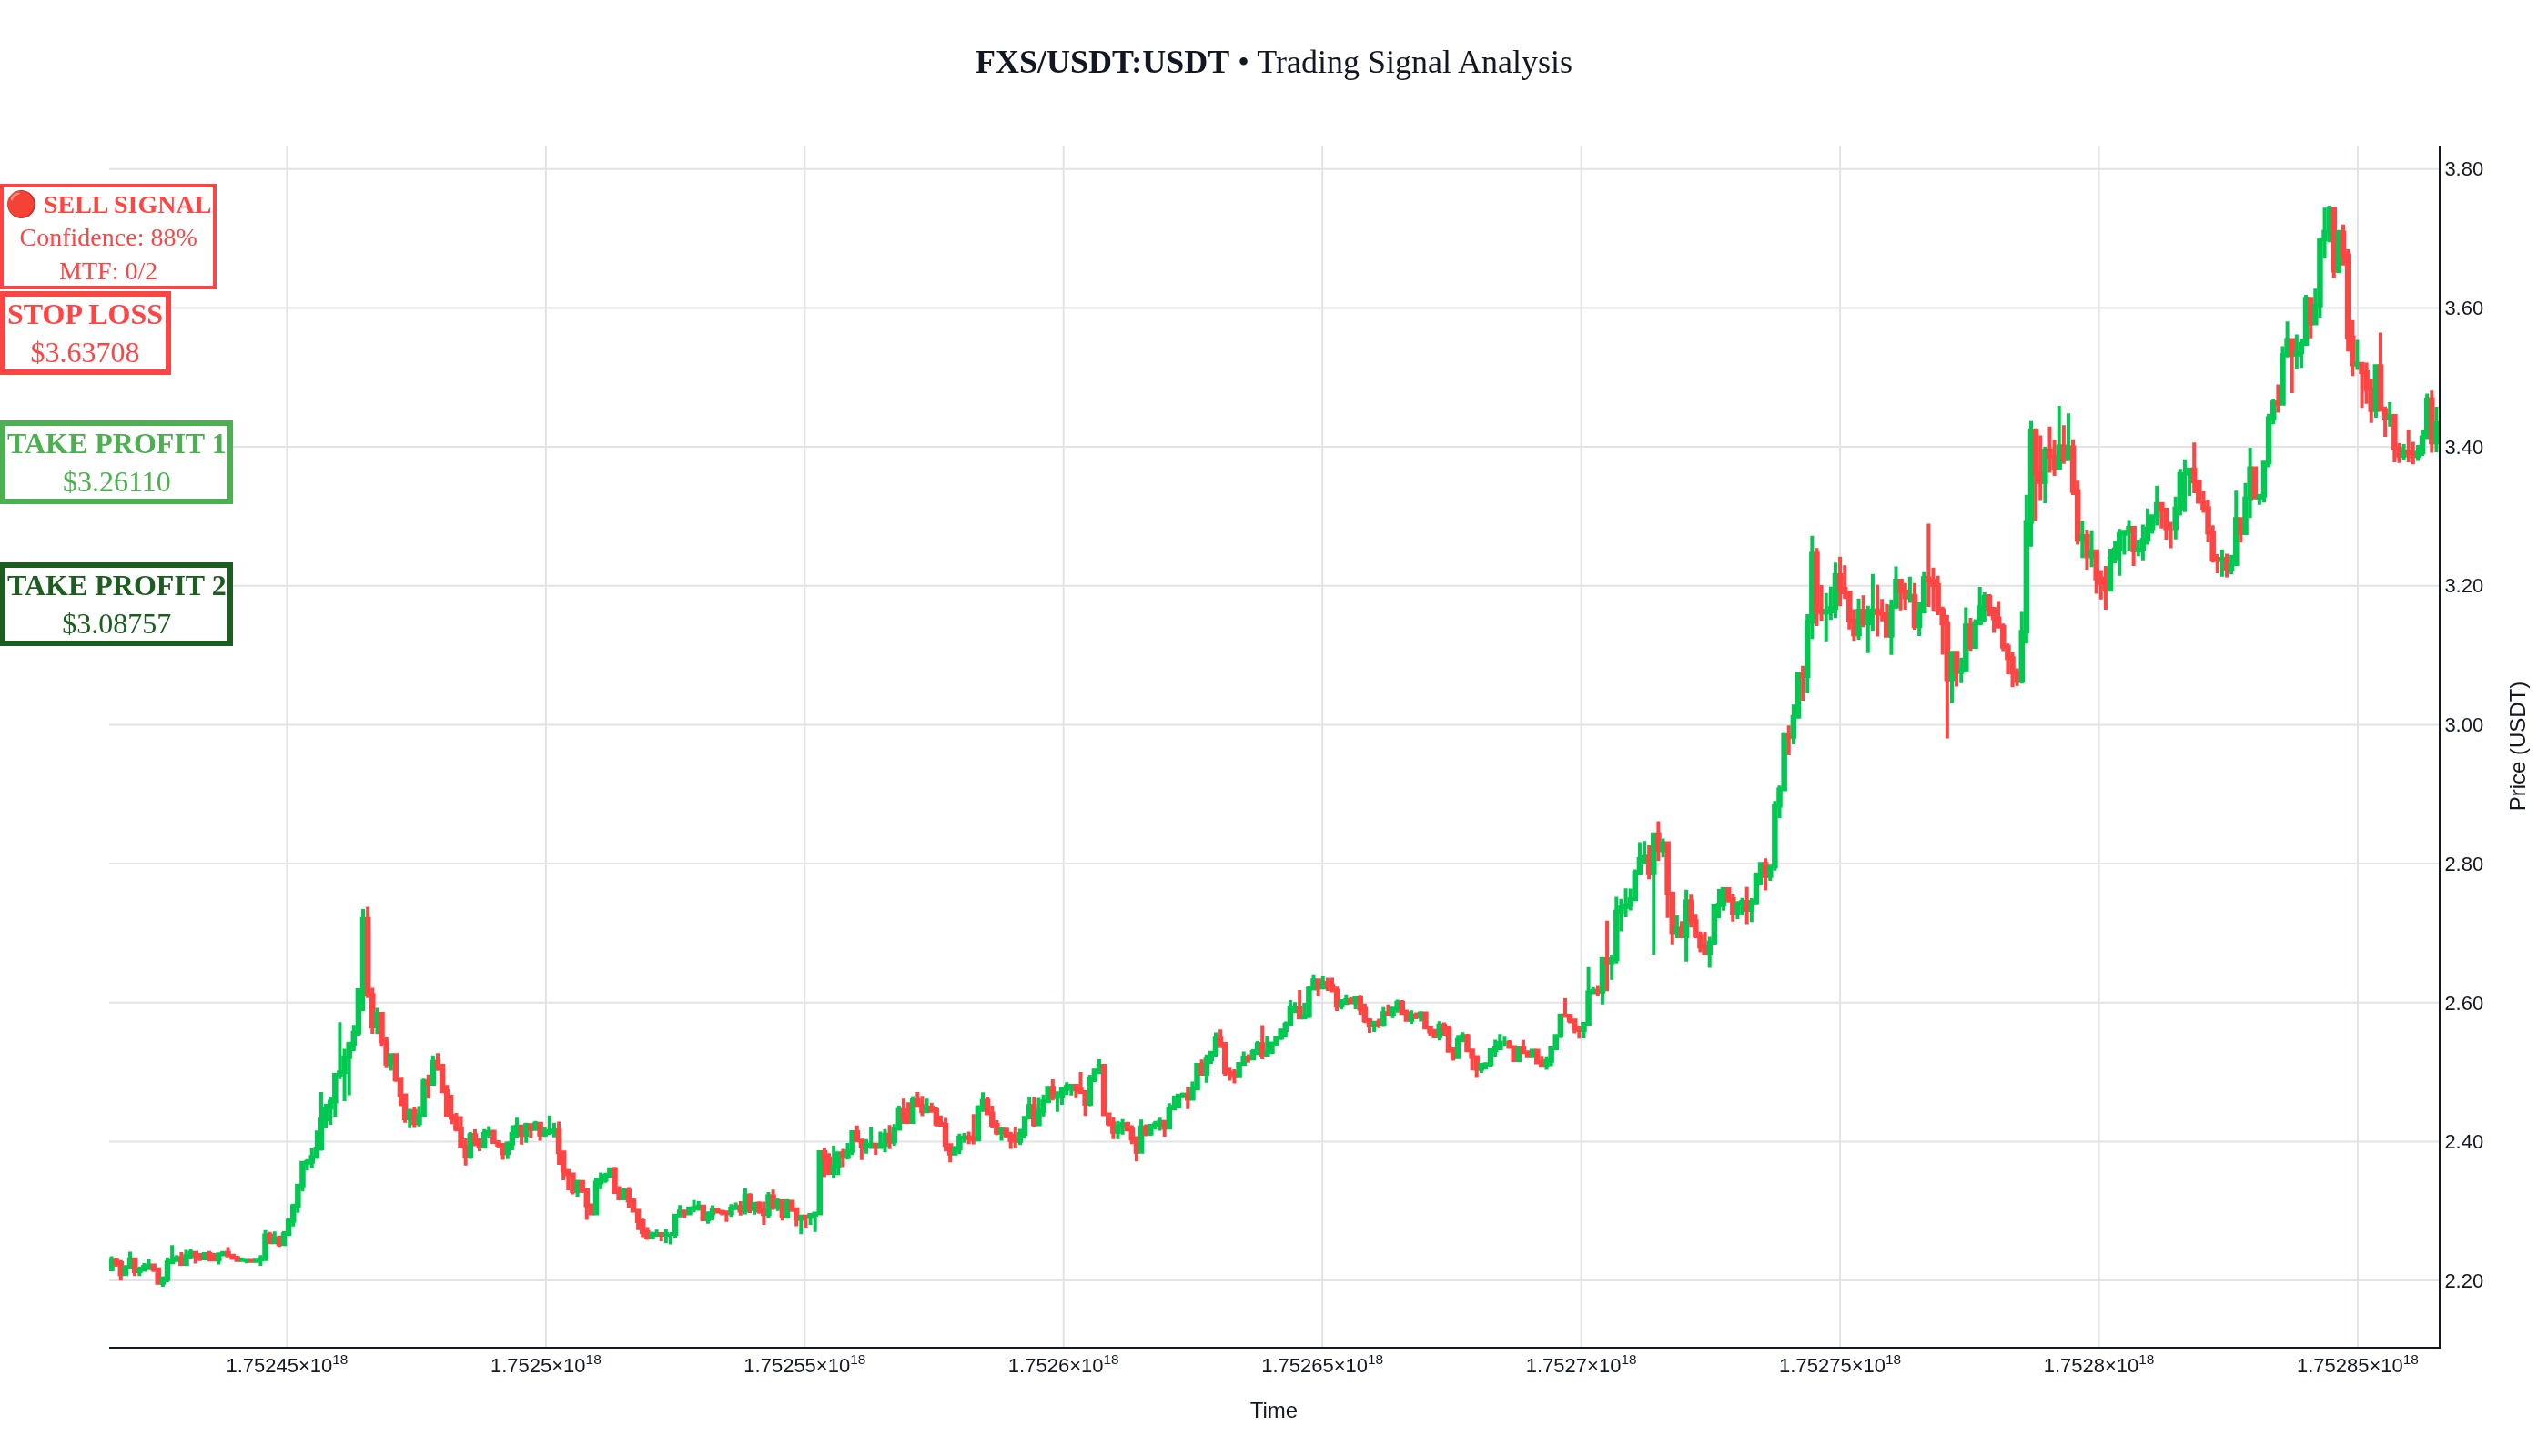 FXS/USDT:USDT • Trading Signal Analysis
🔴 SELL SIGNAL
Confidence: 88%
MTF: 0/2
STOP LOSS
$3.63708
TAKE PROFIT 1
$3.26110
TAKE PROFIT 2
$3.08757
3.80
3.60
3.40
3.20
3.00
2.80
2.60
2.40
2.20
Price (USDT)
1.75245×10¹⁸ 1.7525×10¹⁸ 1.75255×10¹⁸ 1.7526×10¹⁸ 1.75265×10¹⁸ 1.7527×10¹⁸ 1.75275×10¹⁸ 1.7528×10¹⁸ 1.75285×10¹⁸
Time